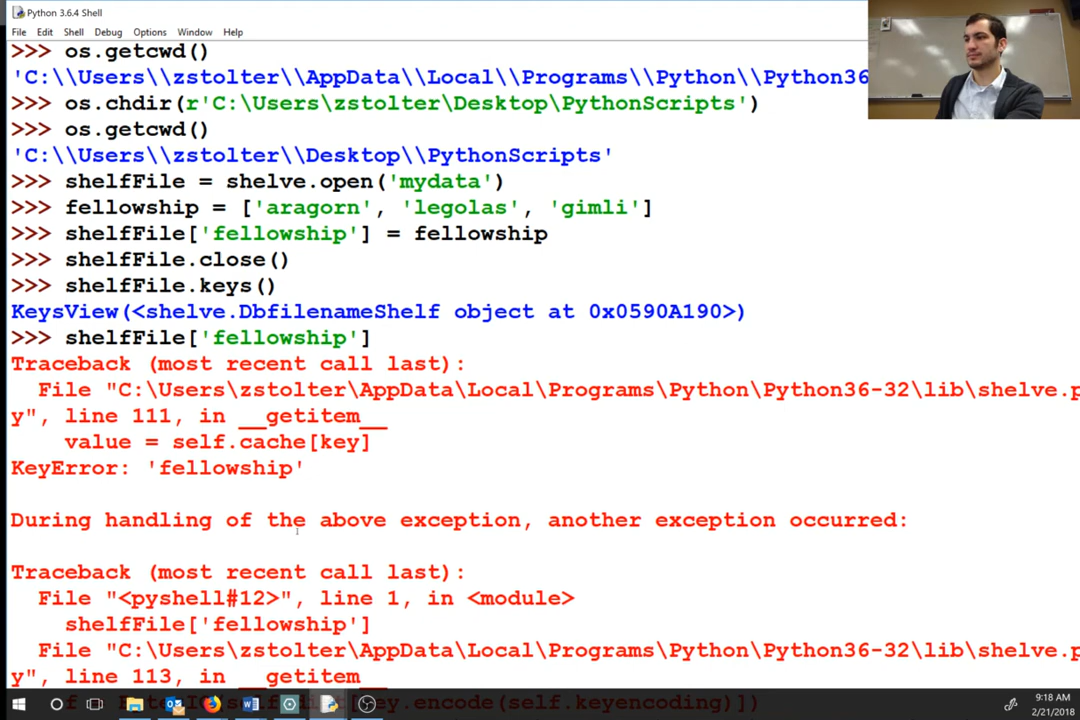 Python 3.6.4 Shell
File Edit Shell Debug Options Window Help
>>> os.getcwd()
'C:\\Users\\zstolter\\AppData\\Local\\Programs\\Python\\Python36
>>> os.chdir(r'C:\Users\zstolter\Desktop\PythonScripts')
>>> os.getcwd()
'C:\\Users\\zstolter\\Desktop\\PythonScripts'
>>> shelfFile = shelve.open('mydata')
>>> fellowship = ['aragorn', 'legolas', 'gimli']
>>> shelfFile['fellowship'] = fellowship
>>> shelfFile.close()
>>> shelfFile.keys()
KeysView(<shelve.DbfilenameShelf object at 0x0590A190>)
>>> shelfFile['fellowship']
Traceback (most recent call last):
File "C:\Users\zstolter\AppData\Local\Programs\Python\Python36-32\lib\shelve.p
y", line 111, in __getitem__
value = self.cache[key]
KeyError: 'fellowship'
During handling of the above exception, another exception occurred:
Traceback (most recent call last):
File "<pyshell#12>", line 1, in <module>
shelfFile['fellowship']
File "C:\Users\zstolter\AppData\Local\Programs\Python\Python36-32\lib\shelve.p
y", line 113, in __getitem__
.encode(self.keyencoding)])
9:18 AM
2/21/2018